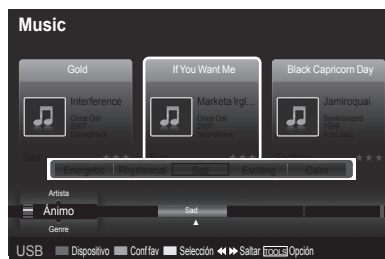 Music
Gold
If You Want Me
Black Capricorn Day
Interference
Marketa Irgl...
Jamiroquai
Once Ost
2007
Soundtrack
Once Ost
2007
Soundtrack
Synkronized
1999
Acid Jazz
Sad
Energetic Rhythmical Sad Exciting Calm
Artista
Ánimo
Sad
Genre
USB Dispositivo Conf fav Selección Saltar TOOLS Opción